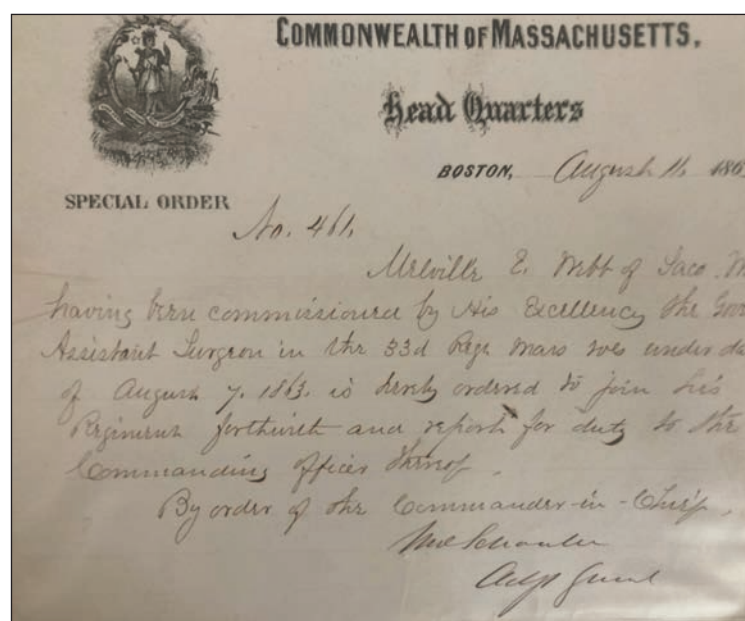 COMMONWEALTH OF MASSACHUSETTS.
Head Quarters
BOSTON, August 11. 186
SPECIAL ORDER
No. 461.
Melville E. Webb of Saco. M
having been commissioned by His Excellency the Gov
Assistant Surgeon in the 33d Regt Mass Vols under da
of August 7. 1863. is hereby ordered to join his
Regiment forthwith and report for duty to the
Commanding Officer thereof.
By order of the Commander-in-Chief.
Adjt Genl